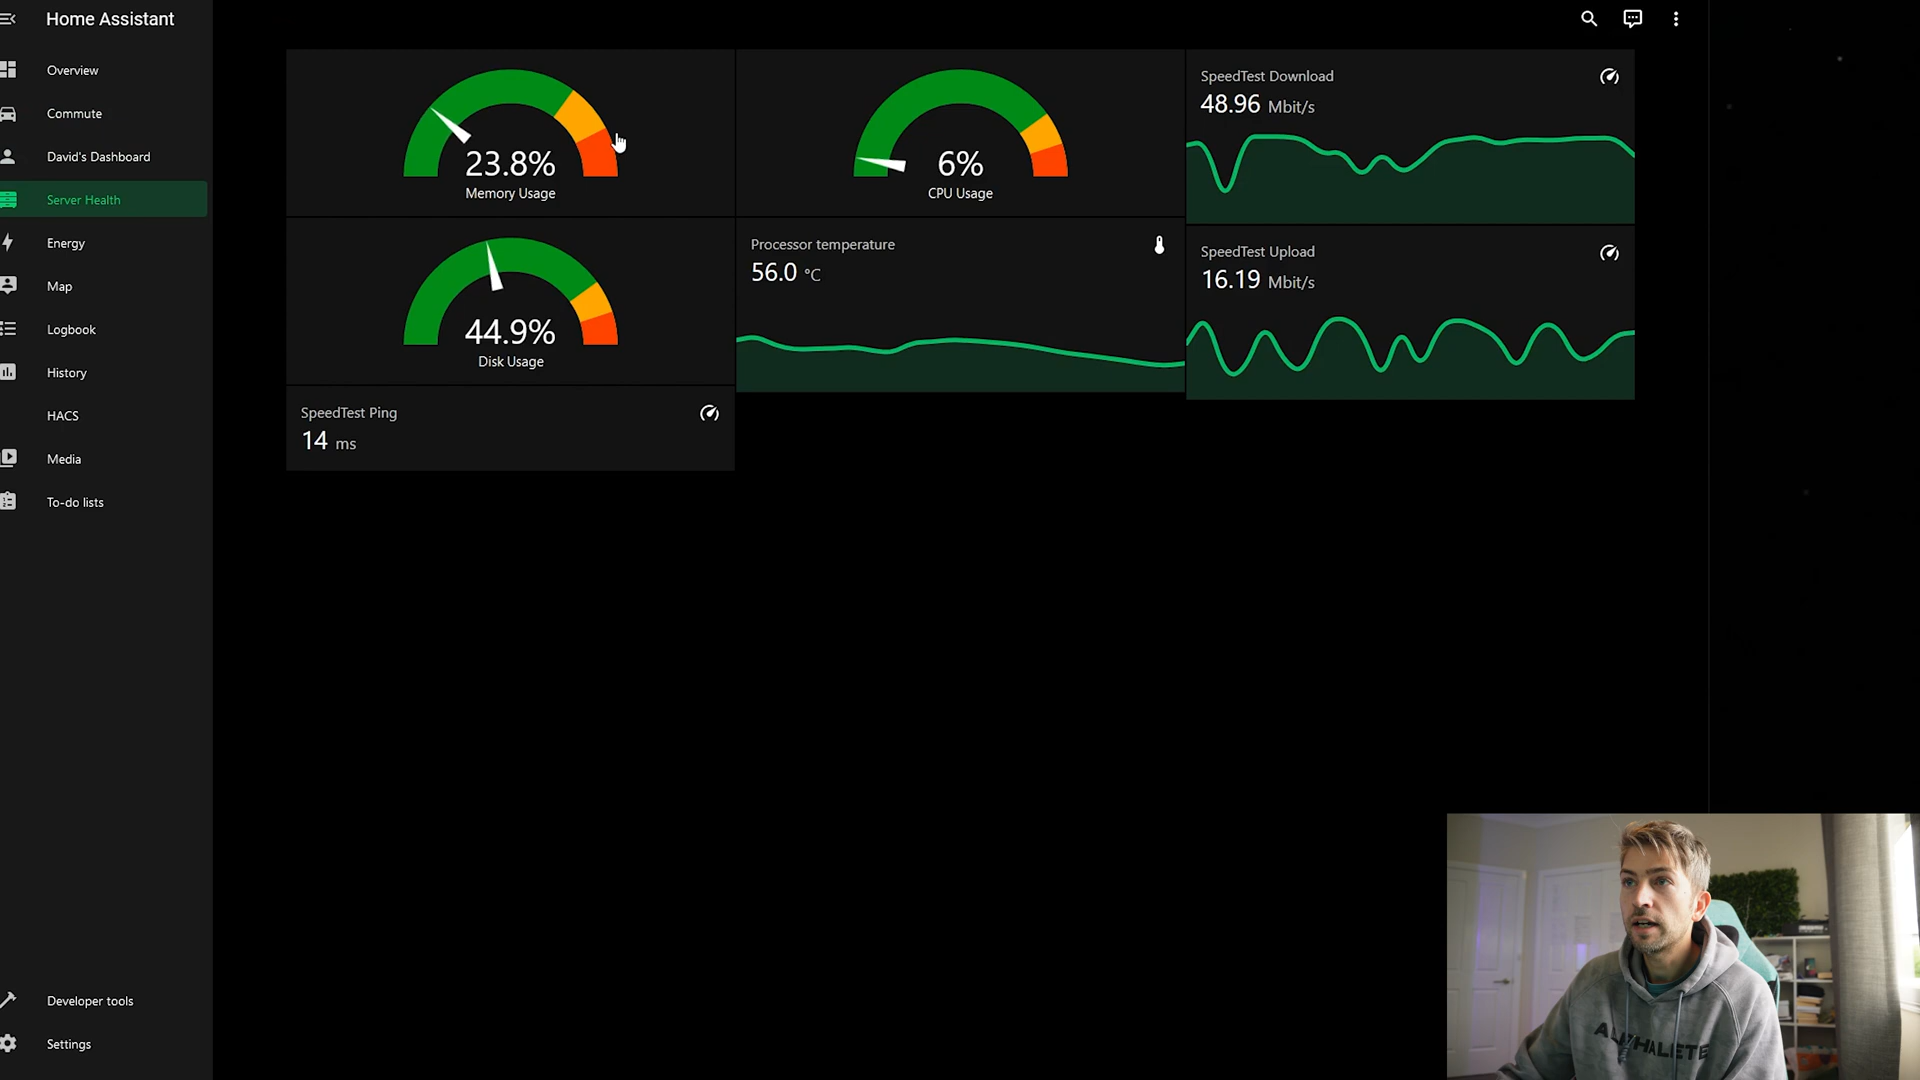 Home Assistant
Overview
Commute
David's Dashboard
Server Health
Energy
Map
Logbook
History
HACS
Media
To-do lists
Developer tools
Settings
23.8%
Memory Usage
44.9%
Disk Usage
SpeedTest Ping
14 ms
6%
CPU Usage
Processor temperature
56.0 °C
SpeedTest Download
48.96 Mbit/s
SpeedTest Upload
16.19 Mbit/s